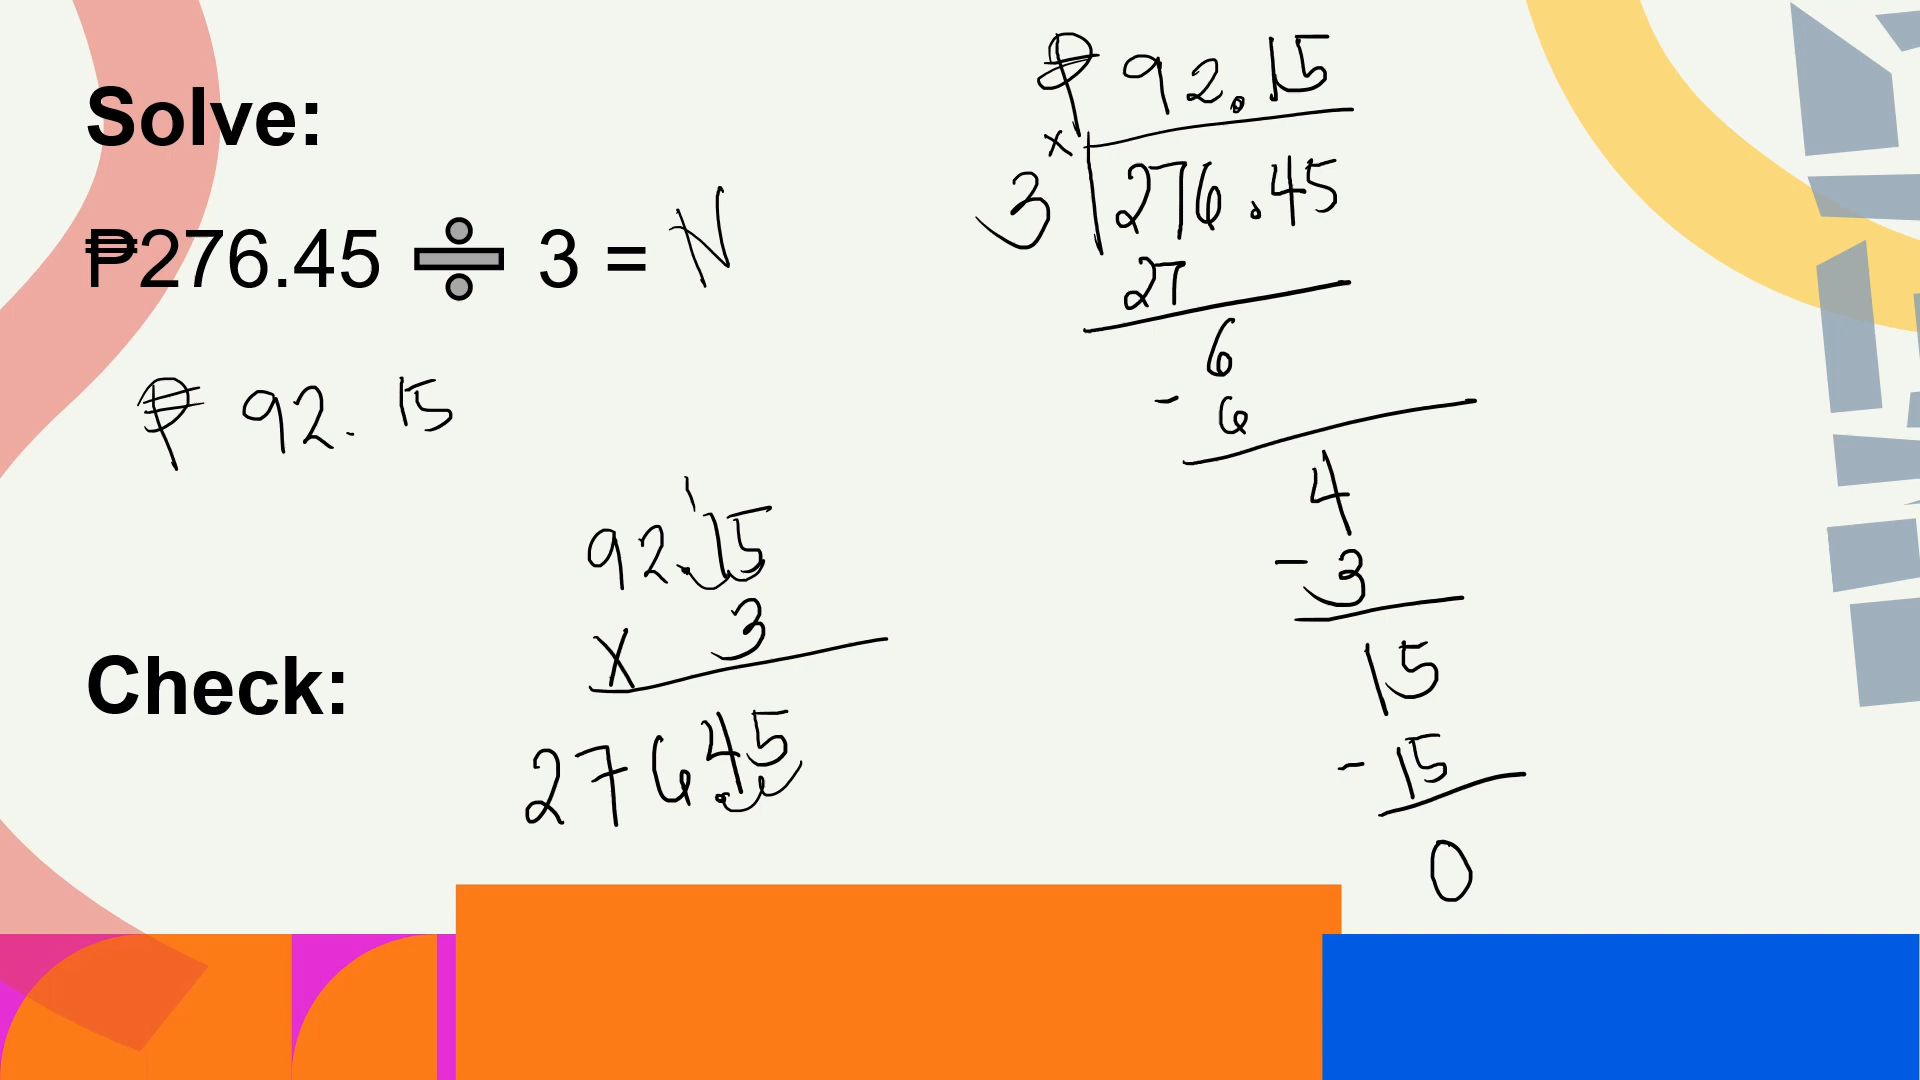 Solve:
₱276.45 ÷ 3 = N
₱ 92.15
Check:
1
92.15
x 3
276.45
₱ 92.15
x
3 276.45
27
6
- 6
4
- 3
15
- 15
0